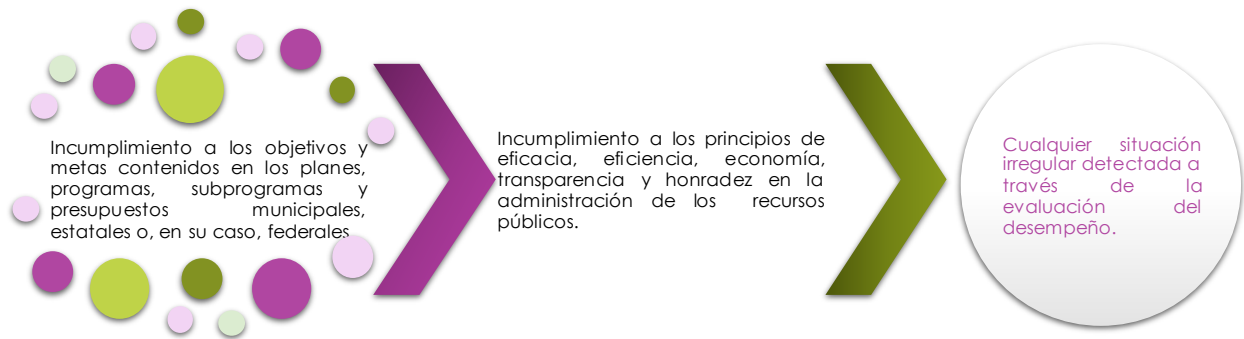 Incumplimiento a los objetivos y
metas contenidos en los planes,
programas, subprogramas y
presupuestos municipales,
estatales o, en su caso, federales
Incumplimiento a los principios de
eficacia, eficiencia, economía,
transparencia y honradez en la
administración de los recursos
públicos.
Cualquier situación
irregular detectada a
través de la
evaluación del
desempeño.